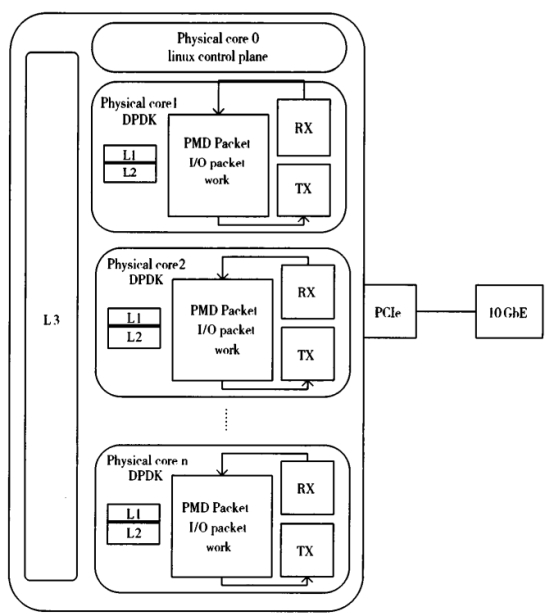 Physical core 0
linux control plane
L3
Physical core1
DPDK
L1
L2
PMD Packet
I/O packet
work
RX
TX
Physical core2
DPDK
L1
L2
PMD Packet
I/O packet
work
RX
TX
PCIe
10GbE
Physical core n
DPDK
L1
L2
PMD Packet
I/O packet
work
RX
TX